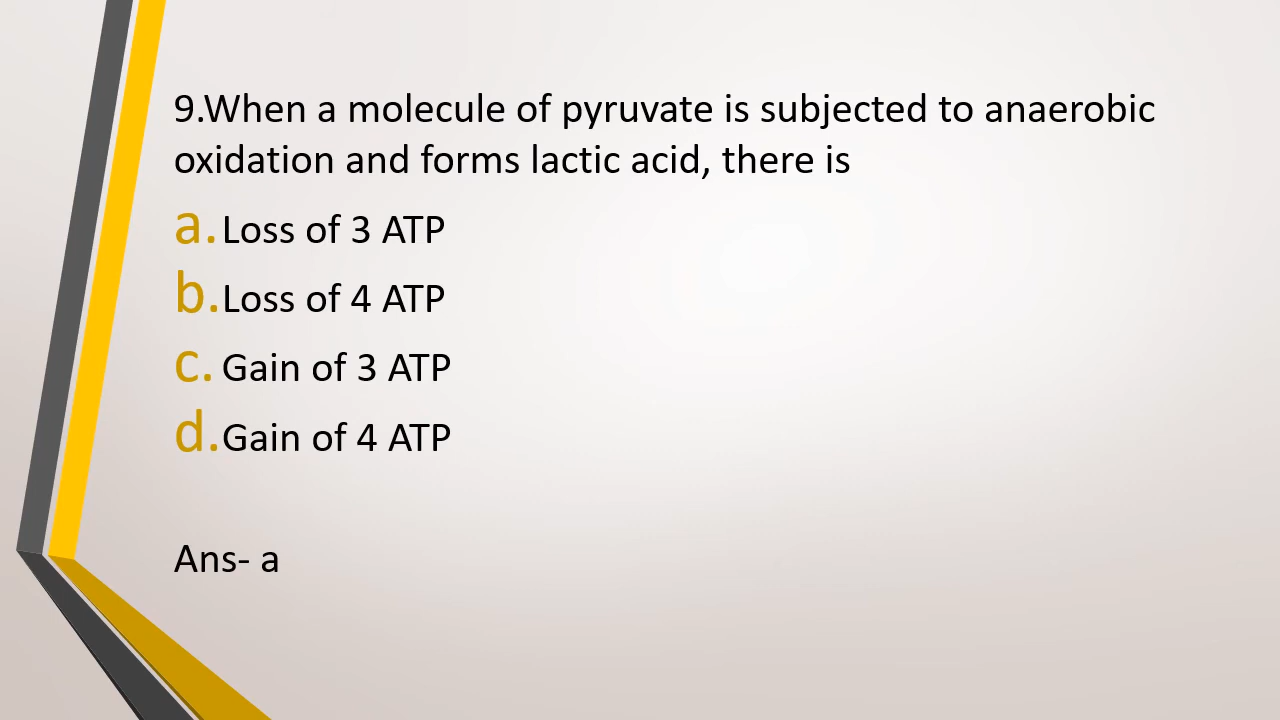 9.When a molecule of pyruvate is subjected to anaerobic
oxidation and forms lactic acid, there is
a. Loss of 3 ATP
b. Loss of 4 ATP
c. Gain of 3 ATP
d. Gain of 4 ATP
Ans- a